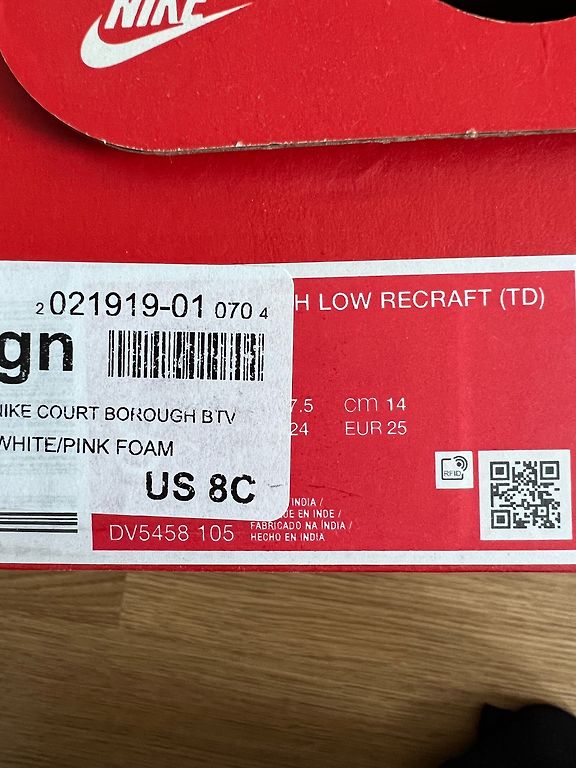 NIKE
2 021919-01 070 4
H LOW RECRAFT (TD)
gn
NIKE COURT BOROUGH BTV
WHITE/PINK FOAM
US 8C
7.5 cm 14
24 EUR 25
RFID
INDIA /
UE EN INDE /
FABRICADO NA ÍNDIA /
HECHO EN INDIA
DV5458 105